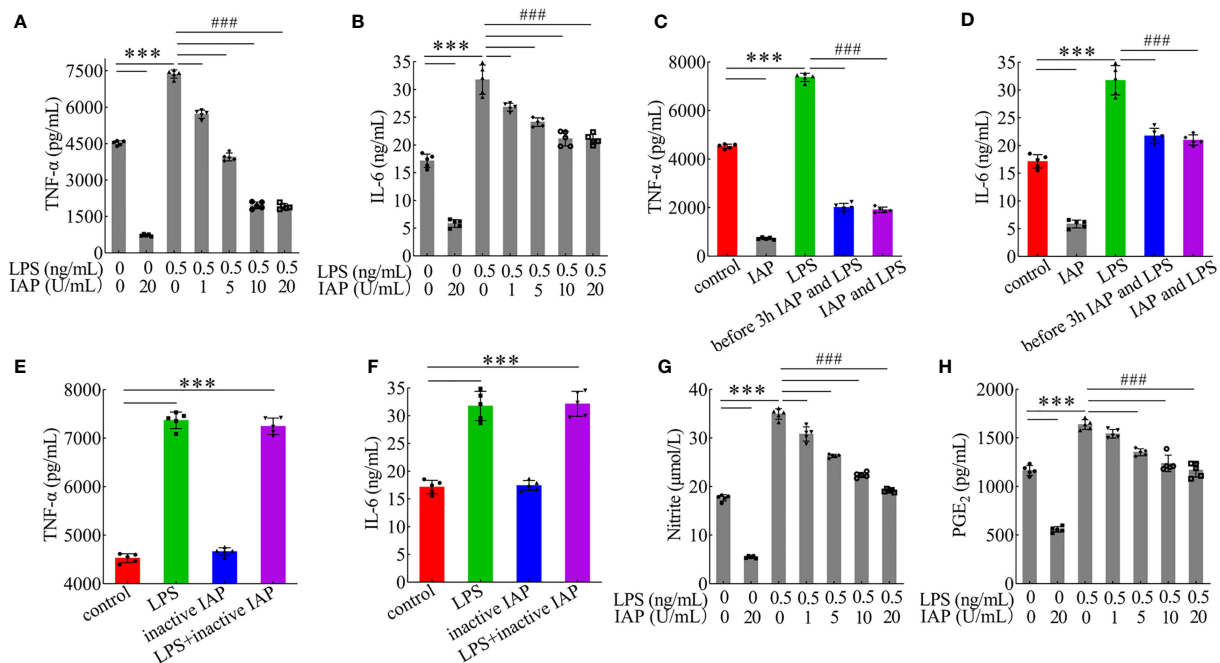 A
###
***
7500
6000
4500
3000
1500
0
TNF-α (pg/mL)
LPS (ng/mL) 0 0 0.5 0.5 0.5 0.5 0.5
IAP (U/mL) 0 20 0 1 5 10 20
B
###
***
35
30
25
20
15
10
5
0
IL-6 (ng/mL)
LPS (ng/mL) 0 0 0.5 0.5 0.5 0.5 0.5
IAP (U/mL) 0 20 0 1 5 10 20
C
###
***
8000
6000
4000
2000
0
TNF-α (pg/mL)
control
IAP
LPS
before 3h IAP and LPS
IAP and LPS
D
###
***
35
30
25
20
15
10
5
0
IL-6 (ng/mL)
control
IAP
LPS
before 3h IAP and LPS
IAP and LPS
E
***
8000
7000
6000
5000
4000
TNF-α (pg/mL)
control
LPS
inactive IAP
LPS+inactive IAP
F
***
35
30
25
20
15
10
5
0
IL-6 (ng/mL)
control
LPS
inactive IAP
LPS+inactive IAP
G
###
***
40
30
20
10
0
Nitrite (μmol/L)
LPS (ng/mL) 0 0 0.5 0.5 0.5 0.5 0.5
IAP (U/mL) 0 20 0 1 5 10 20
H
###
***
2000
1500
1000
500
0
PGE2 (pg/mL)
LPS (ng/mL) 0 0 0.5 0.5 0.5 0.5 0.5
IAP (U/mL) 0 20 0 1 5 10 20